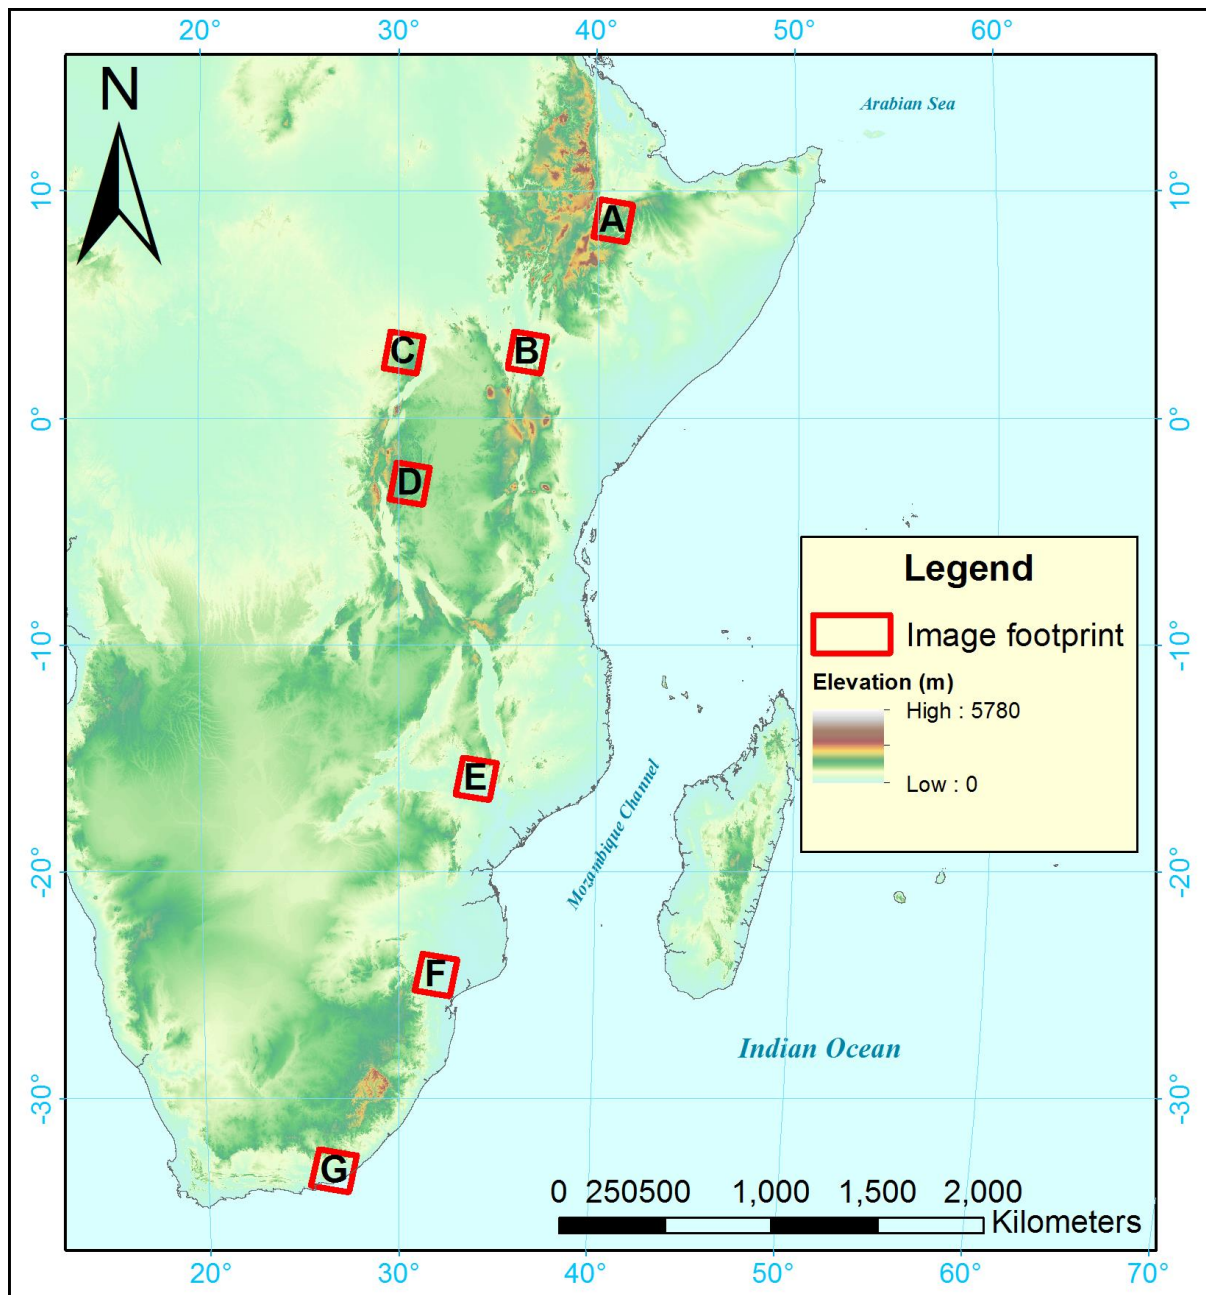 20° 30° 40° 50° 60°
N
Arabian Sea
10° 10°
A
C B
0° 0°
D
Legend
Image footprint
-10° -10°
Elevation (m)
High : 5780
Low : 0
E
Mozambique Channel
-20° -20°
F
Indian Ocean
-30° -30°
G
0 250500 1,000 1,500 2,000
Kilometers
20° 30° 40° 50° 60° 70°